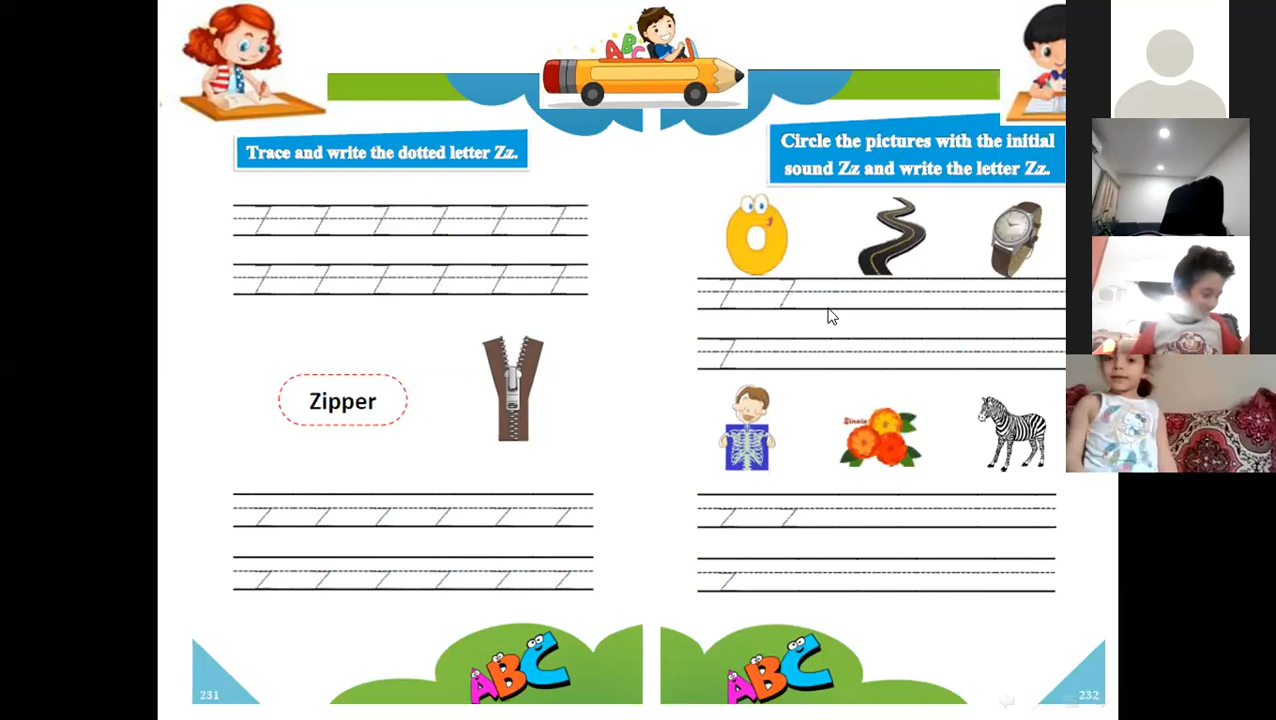 ABC
Trace and write the dotted letter Zz.
Z Z Z Z Z Z
Z Z Z Z Z Z
Zipper
z z z z z z
z z z z z z
ABC
231
Circle the pictures with the initial
sound Zz and write the letter Zz.
Z Z
Z
Zinnia
z z
z
ABC
232